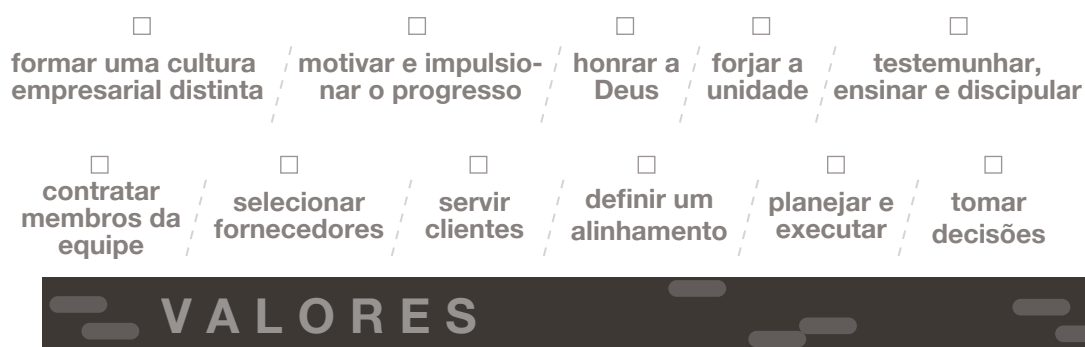 formar uma cultura
empresarial distinta
motivar e impulsio-
nar o progresso
honrar a
Deus
forjar a
unidade
testemunhar,
ensinar e discipular
contratar
membros da
equipe
selecionar
fornecedores
servir
clientes
definir um
alinhamento
planejar e
executar
tomar
decisões
VALORES